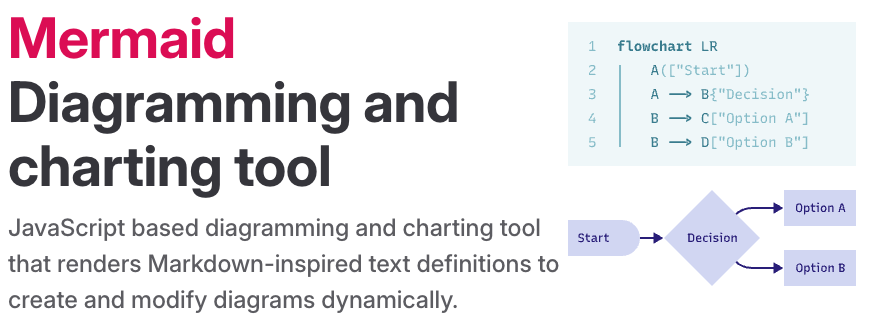 Mermaid
Diagramming and
charting tool
JavaScript based diagramming and charting tool
that renders Markdown-inspired text definitions to
create and modify diagrams dynamically.
1 flowchart LR
2 A(["Start"])
3 A --> B{"Decision"}
4 B --> C["Option A"]
5 B --> D["Option B"]
Start
Decision
Option A
Option B